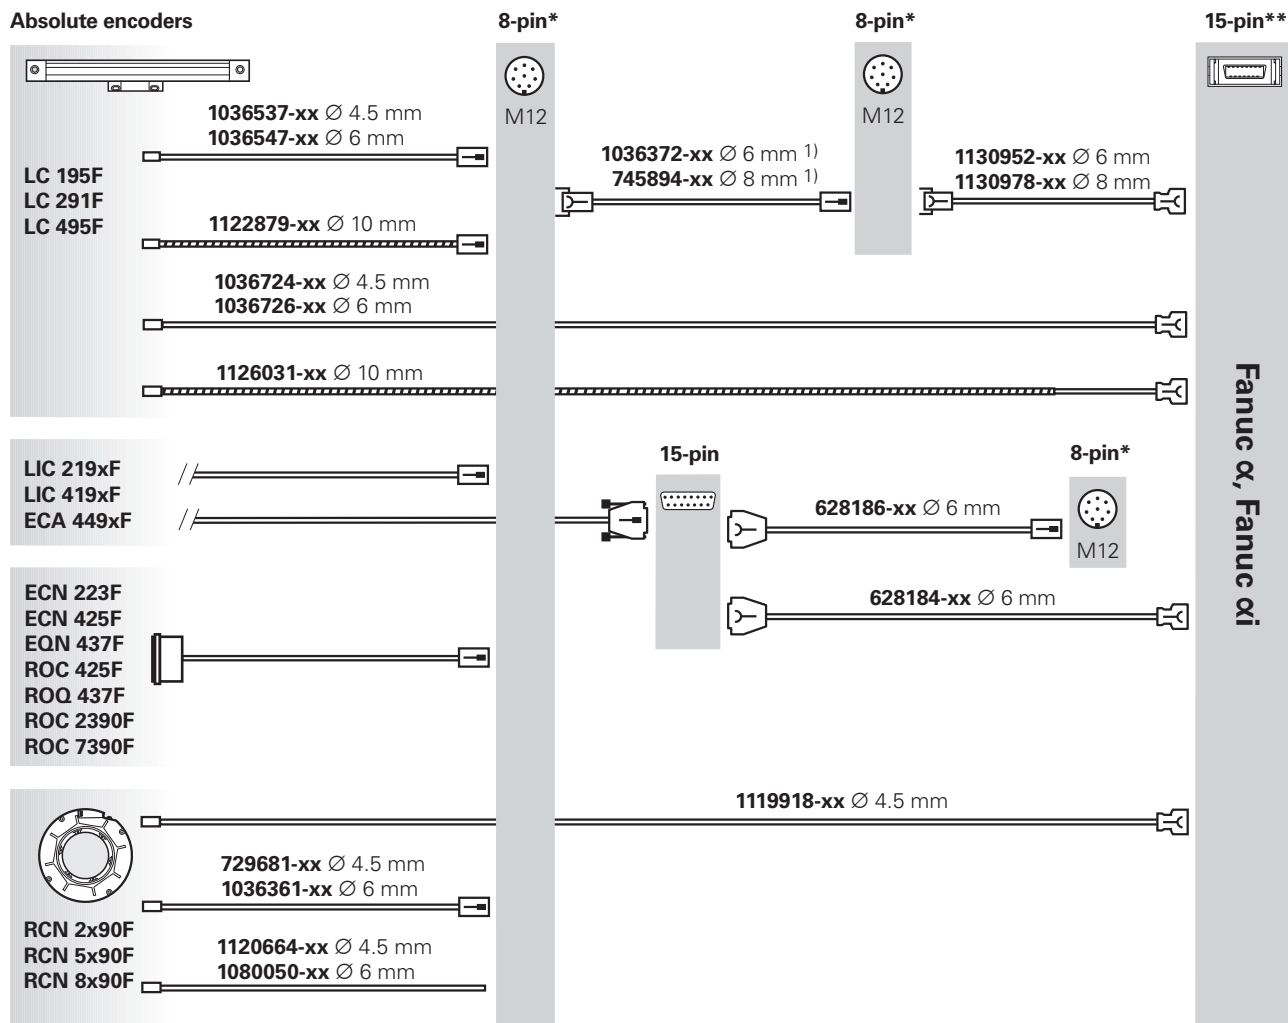 Absolute encoders
8-pin*
8-pin*
15-pin**
M12
M12
1036537-xx Ø 4.5 mm
1036547-xx Ø 6 mm
1036372-xx Ø 6 mm 1)
745894-xx Ø 8 mm 1)
1130952-xx Ø 6 mm
1130978-xx Ø 8 mm
LC 195F
LC 291F
LC 495F
1122879-xx Ø 10 mm
1036724-xx Ø 4.5 mm
1036726-xx Ø 6 mm
1126031-xx Ø 10 mm
Fanuc α, Fanuc αi
LIC 219xF
LIC 419xF
ECA 449xF
15-pin
8-pin*
628186-xx Ø 6 mm
M12
628184-xx Ø 6 mm
ECN 223F
ECN 425F
EQN 437F
ROC 425F
ROQ 437F
ROC 2390F
ROC 7390F
1119918-xx Ø 4.5 mm
729681-xx Ø 4.5 mm
1036361-xx Ø 6 mm
RCN 2x90F
RCN 5x90F
RCN 8x90F
1120664-xx Ø 4.5 mm
1080050-xx Ø 6 mm